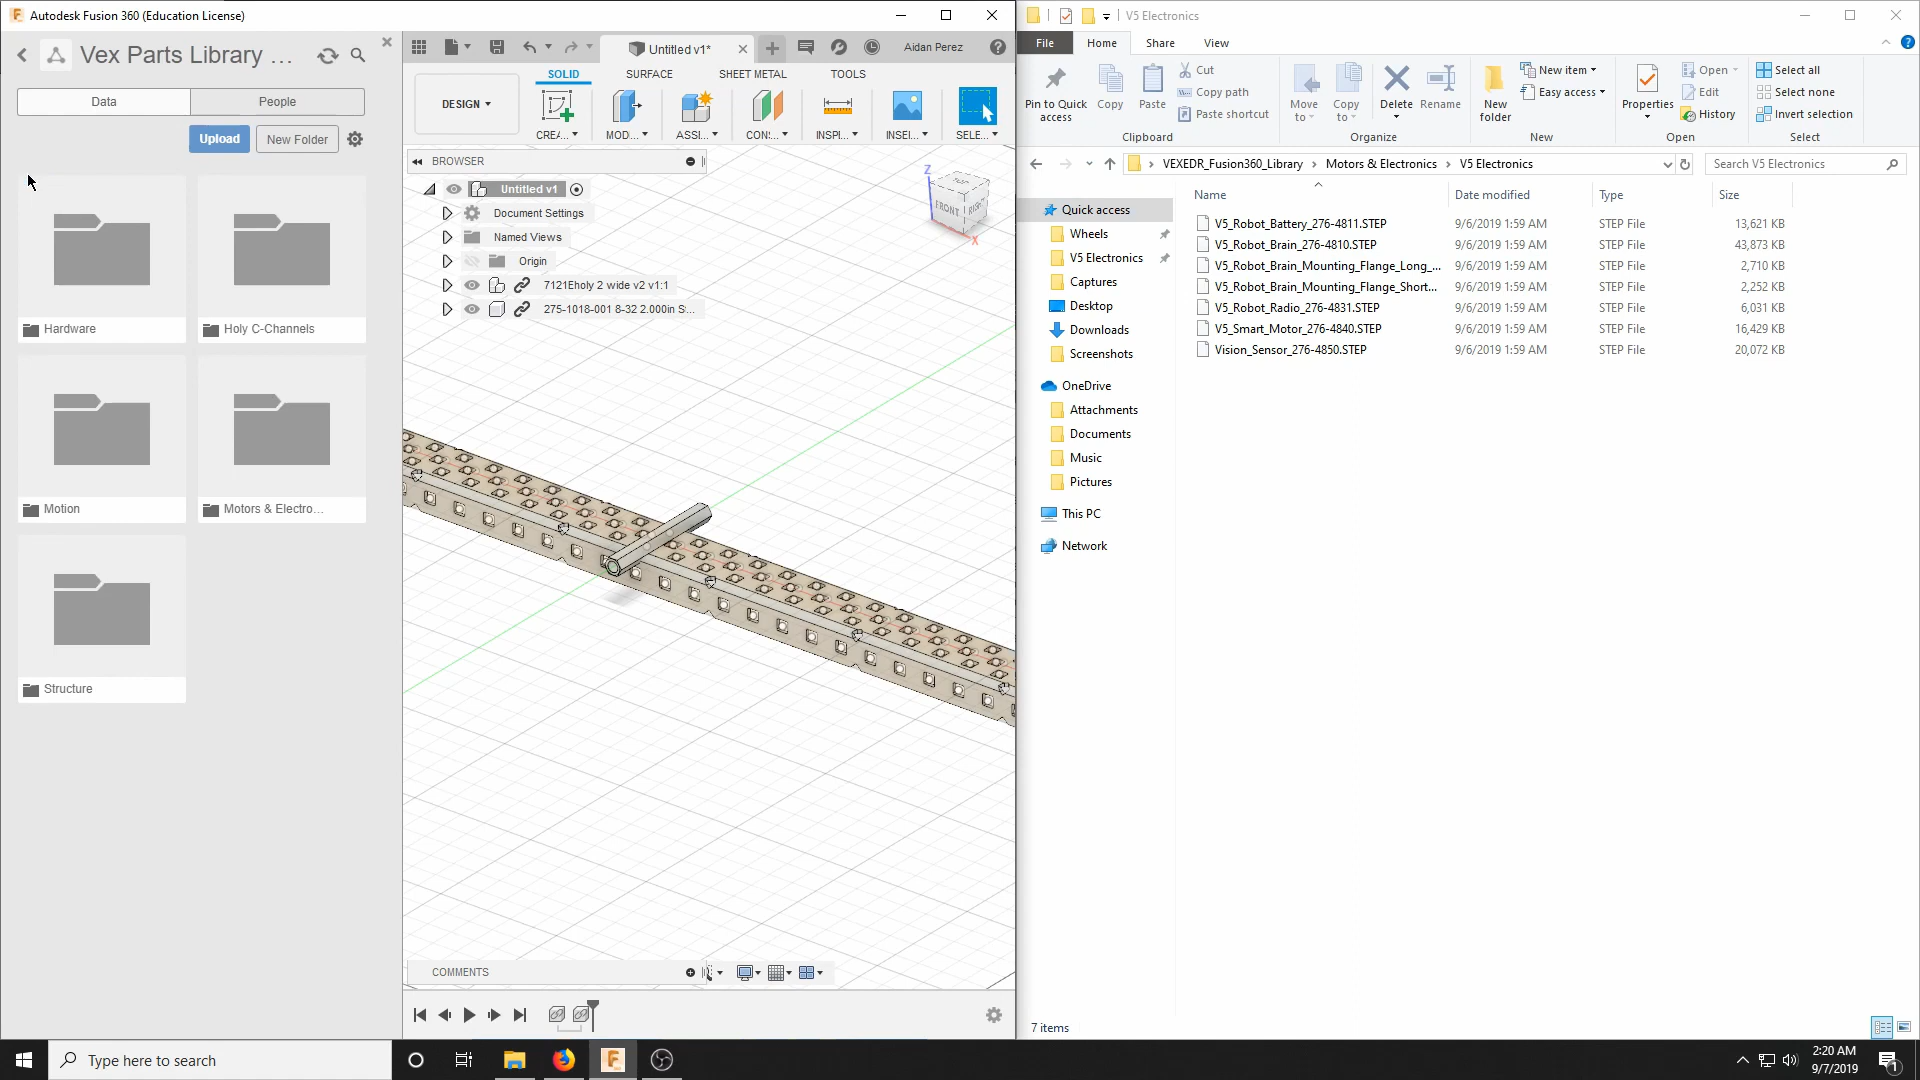 Autodesk Fusion 360 (Education License)
Vex Parts Library ...
Data
People
Upload
New Folder
Hardware
Holy C-Channels
Motion
Motors & Electro...
Structure
Untitled v1*
Aidan Perez
SOLID
SURFACE
SHEET METAL
TOOLS
DESIGN
CREA...
MOD...
ASSI...
CON...
INSPI...
INSEI...
SELE...
BROWSER
Untitled v1
Document Settings
Named Views
Origin
7121Eholy 2 wide v2 v1:1
275-1018-001 8-32 2.000in S...
Z
TOP
FRONT
RIGHT
X
COMMENTS
V5 Electronics
File
Home
Share
View
Pin to Quick access
Copy
Paste
Cut
Copy path
Paste shortcut
Clipboard
Move to
Copy to
Delete
Rename
Organize
New folder
New item
Easy access
New
Properties
Open
Edit
History
Open
Select all
Select none
Invert selection
Select
VEXEDR_Fusion360_Library
Motors & Electronics
V5 Electronics
Search V5 Electronics
Name
Date modified
Type
Size
V5_Robot_Battery_276-4811.STEP 9/6/2019 1:59 AM STEP File 13,621 KB
V5_Robot_Brain_276-4810.STEP 9/6/2019 1:59 AM STEP File 43,873 KB
V5_Robot_Brain_Mounting_Flange_Long_... 9/6/2019 1:59 AM STEP File 2,710 KB
V5_Robot_Brain_Mounting_Flange_Short... 9/6/2019 1:59 AM STEP File 2,252 KB
V5_Robot_Radio_276-4831.STEP 9/6/2019 1:59 AM STEP File 6,031 KB
V5_Smart_Motor_276-4840.STEP 9/6/2019 1:59 AM STEP File 16,429 KB
Vision_Sensor_276-4850.STEP 9/6/2019 1:59 AM STEP File 20,072 KB
Quick access
Wheels
V5 Electronics
Captures
Desktop
Downloads
Screenshots
OneDrive
Attachments
Documents
Music
Pictures
This PC
Network
7 items
Type here to search
2:20 AM
9/7/2019
1